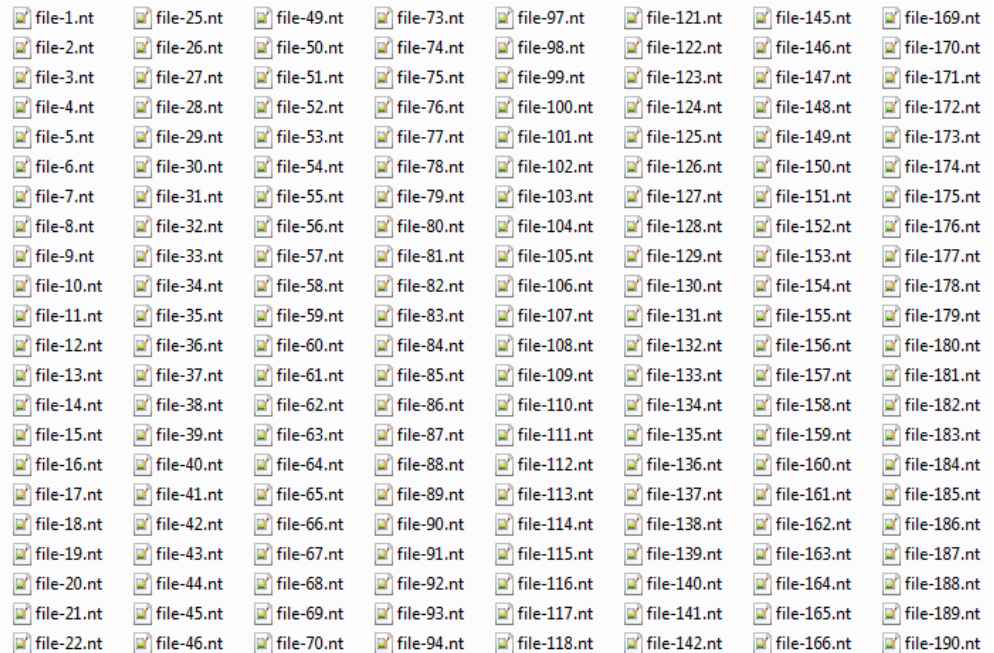 file-1.nt file-25.nt file-49.nt file-73.nt file-97.nt file-121.nt file-145.nt file-169.nt
file-2.nt file-26.nt file-50.nt file-74.nt file-98.nt file-122.nt file-146.nt file-170.nt
file-3.nt file-27.nt file-51.nt file-75.nt file-99.nt file-123.nt file-147.nt file-171.nt
file-4.nt file-28.nt file-52.nt file-76.nt file-100.nt file-124.nt file-148.nt file-172.nt
file-5.nt file-29.nt file-53.nt file-77.nt file-101.nt file-125.nt file-149.nt file-173.nt
file-6.nt file-30.nt file-54.nt file-78.nt file-102.nt file-126.nt file-150.nt file-174.nt
file-7.nt file-31.nt file-55.nt file-79.nt file-103.nt file-127.nt file-151.nt file-175.nt
file-8.nt file-32.nt file-56.nt file-80.nt file-104.nt file-128.nt file-152.nt file-176.nt
file-9.nt file-33.nt file-57.nt file-81.nt file-105.nt file-129.nt file-153.nt file-177.nt
file-10.nt file-34.nt file-58.nt file-82.nt file-106.nt file-130.nt file-154.nt file-178.nt
file-11.nt file-35.nt file-59.nt file-83.nt file-107.nt file-131.nt file-155.nt file-179.nt
file-12.nt file-36.nt file-60.nt file-84.nt file-108.nt file-132.nt file-156.nt file-180.nt
file-13.nt file-37.nt file-61.nt file-85.nt file-109.nt file-133.nt file-157.nt file-181.nt
file-14.nt file-38.nt file-62.nt file-86.nt file-110.nt file-134.nt file-158.nt file-182.nt
file-15.nt file-39.nt file-63.nt file-87.nt file-111.nt file-135.nt file-159.nt file-183.nt
file-16.nt file-40.nt file-64.nt file-88.nt file-112.nt file-136.nt file-160.nt file-184.nt
file-17.nt file-41.nt file-65.nt file-89.nt file-113.nt file-137.nt file-161.nt file-185.nt
file-18.nt file-42.nt file-66.nt file-90.nt file-114.nt file-138.nt file-162.nt file-186.nt
file-19.nt file-43.nt file-67.nt file-91.nt file-115.nt file-139.nt file-163.nt file-187.nt
file-20.nt file-44.nt file-68.nt file-92.nt file-116.nt file-140.nt file-164.nt file-188.nt
file-21.nt file-45.nt file-69.nt file-93.nt file-117.nt file-141.nt file-165.nt file-189.nt
file-22.nt file-46.nt file-70.nt file-94.nt file-118.nt file-142.nt file-166.nt file-190.nt